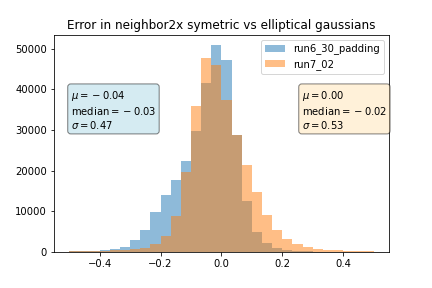 Error in neighbor2x symetric vs elliptical gaussians
50000
40000
30000
20000
10000
0
−0.4
−0.2
0.0
0.2
0.4
run6_30_padding
run7_02
μ = −0.04
median = −0.03
σ = 0.47
μ = 0.00
median = −0.02
σ = 0.53